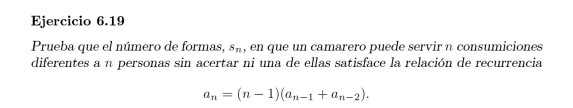 Ejercicio 6.19
Prueba que el número de formas, sₙ, en que un camarero puede servir n consumiciones
diferentes a n personas sin acertar ni una de ellas satisface la relación de recurrencia
aₙ = (n − 1)(aₙ₋₁ + aₙ₋₂).